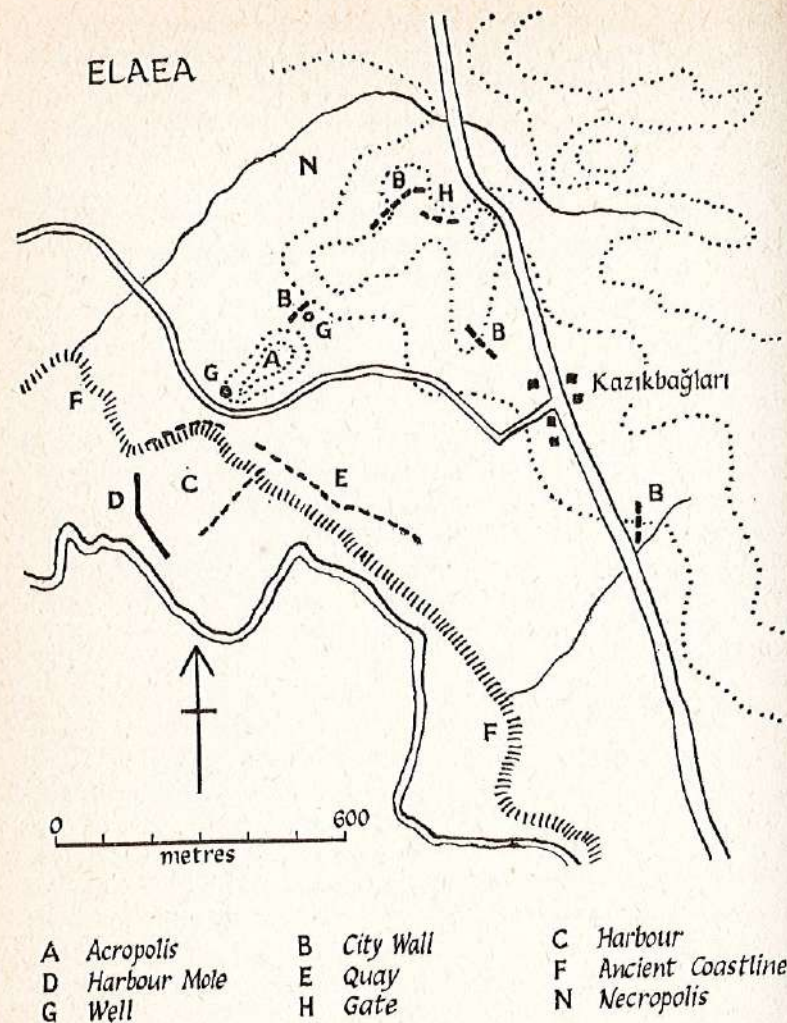 ELAEA
N
B
H
B
G
A
G
B
Kazıkbağları
F
D
C
E
B
F
0
600
metres
A Acropolis
B City Wall
C Harbour
D Harbour Mole
E Quay
F Ancient Coastline
G Well
H Gate
N Necropolis